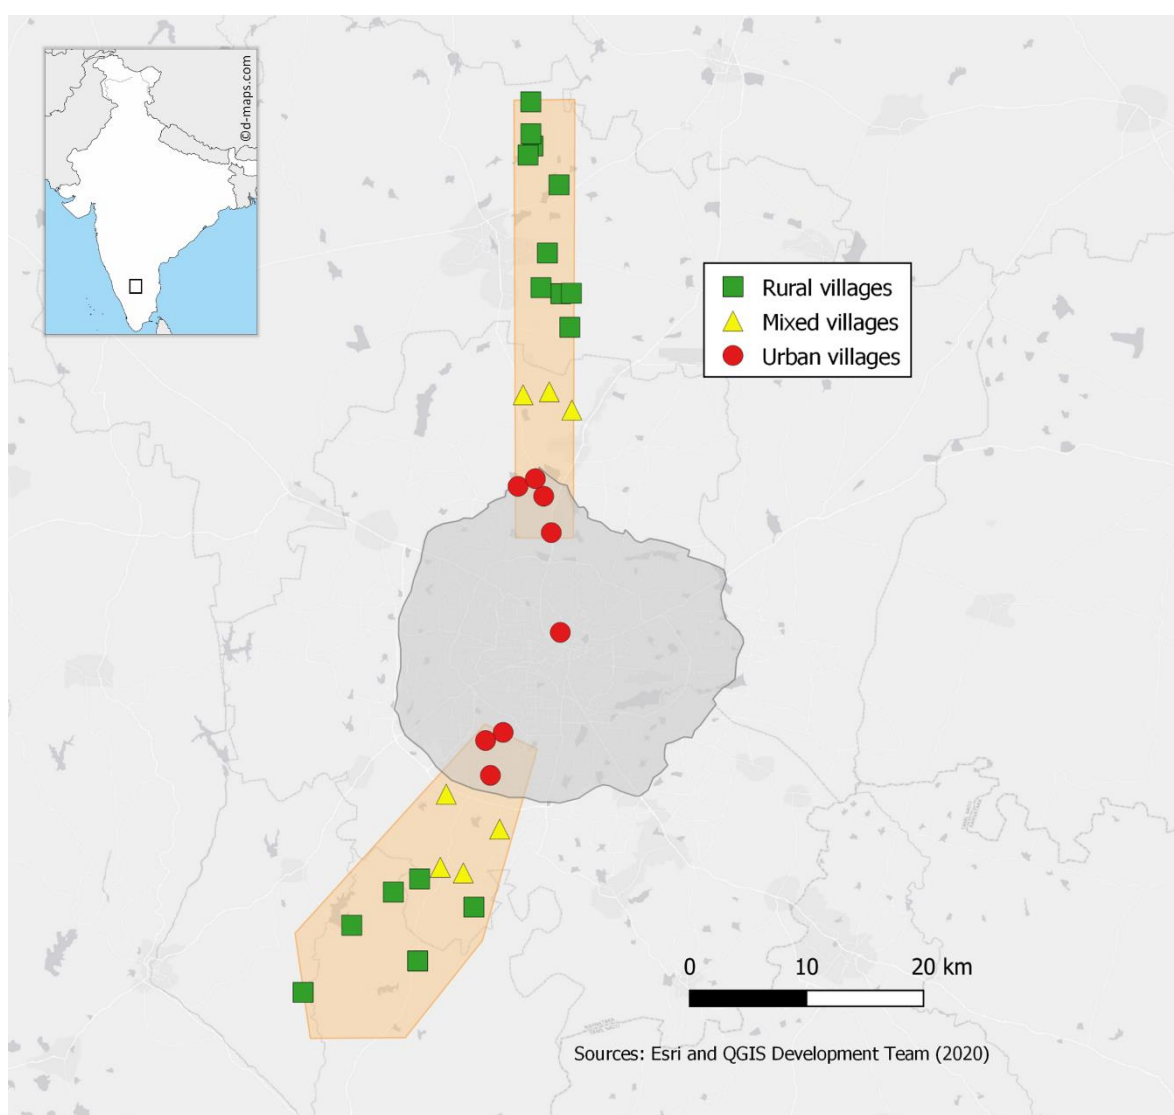 ©d-maps.com
Rural villages
Mixed villages
Urban villages
0 10 20 km
Sources: Esri and QGIS Development Team (2020)